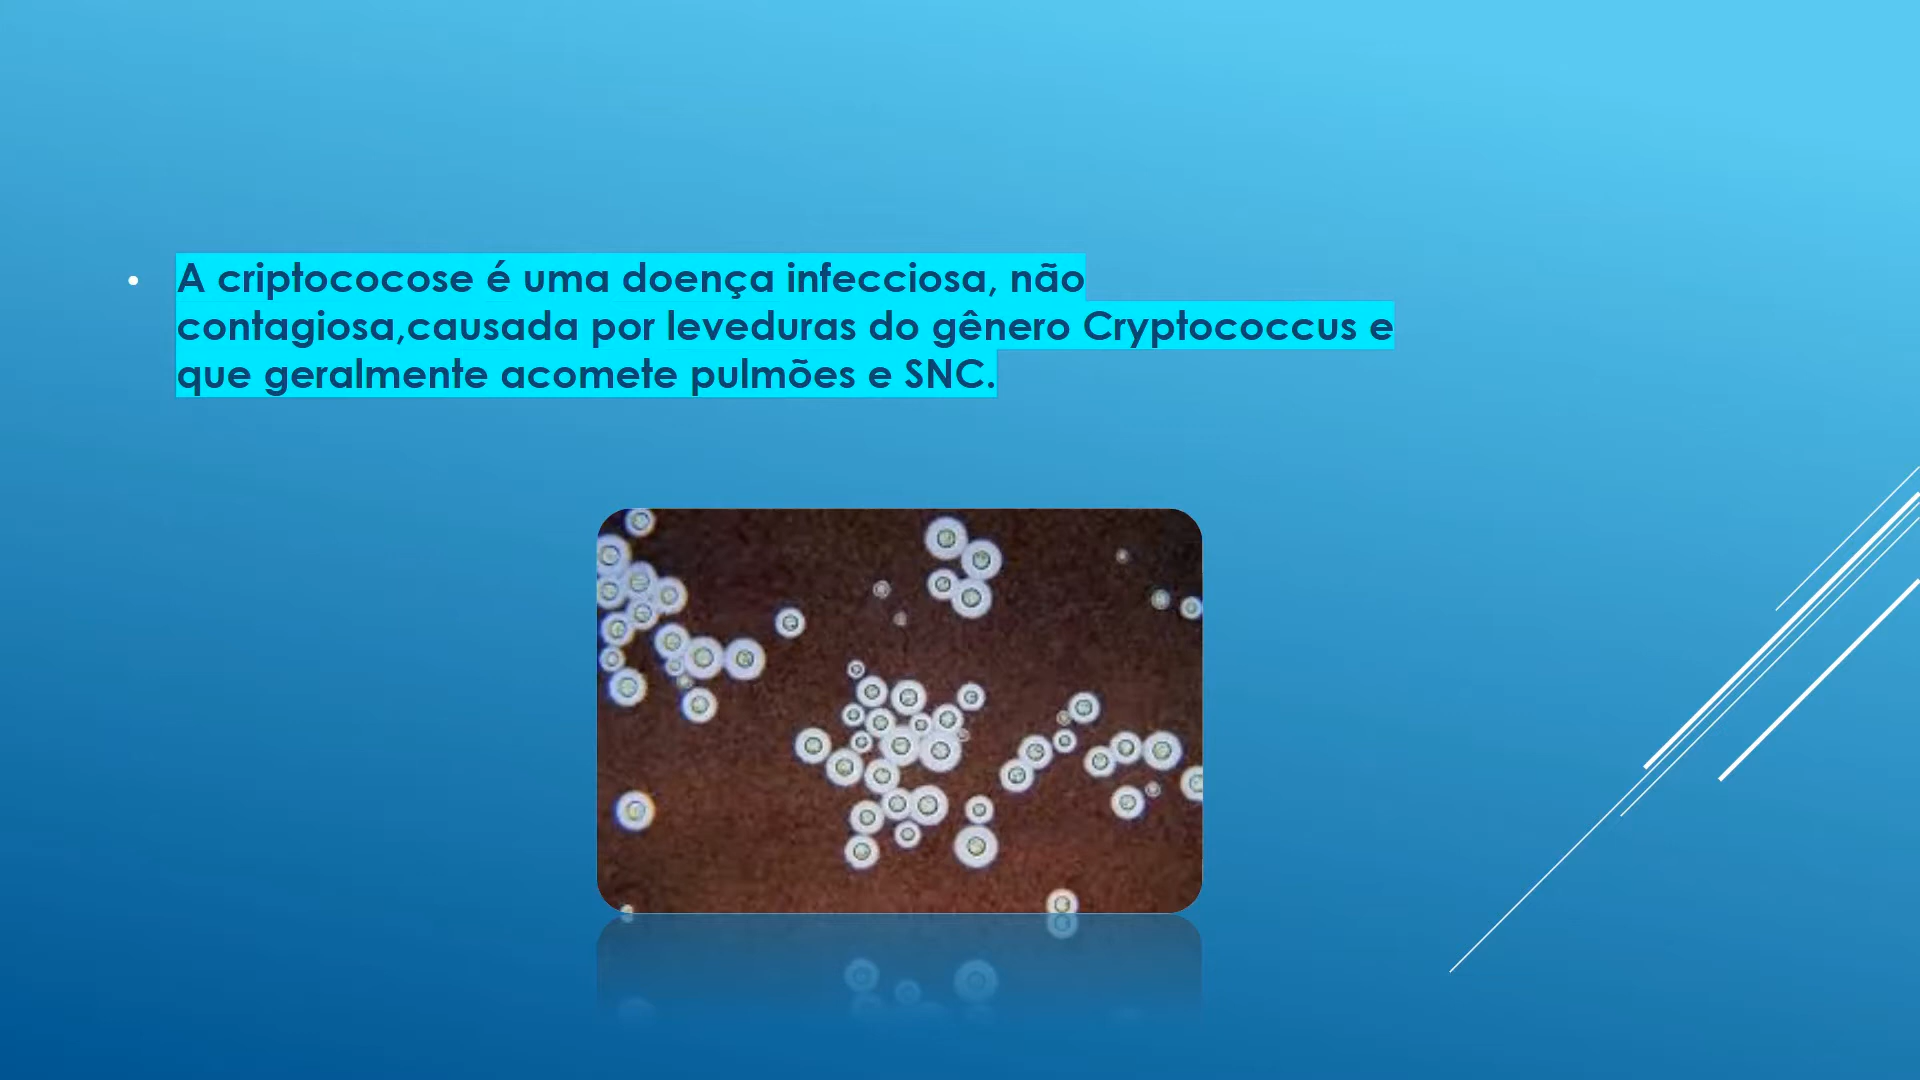 A criptococose é uma doença infecciosa, não
contagiosa,causada por leveduras do gênero Cryptococcus e
que geralmente acomete pulmões e SNC.